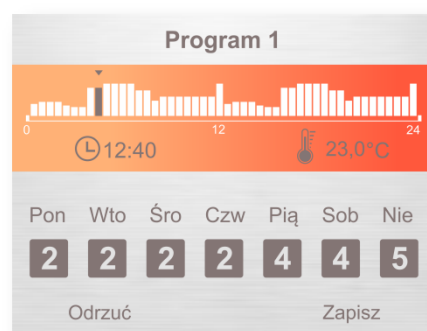 Program 1
0 12 24
12:40 23,0°C
Pon Wto Śro Czw Pią Sob Nie
2 2 2 2 4 4 5
Odrzuć Zapisz